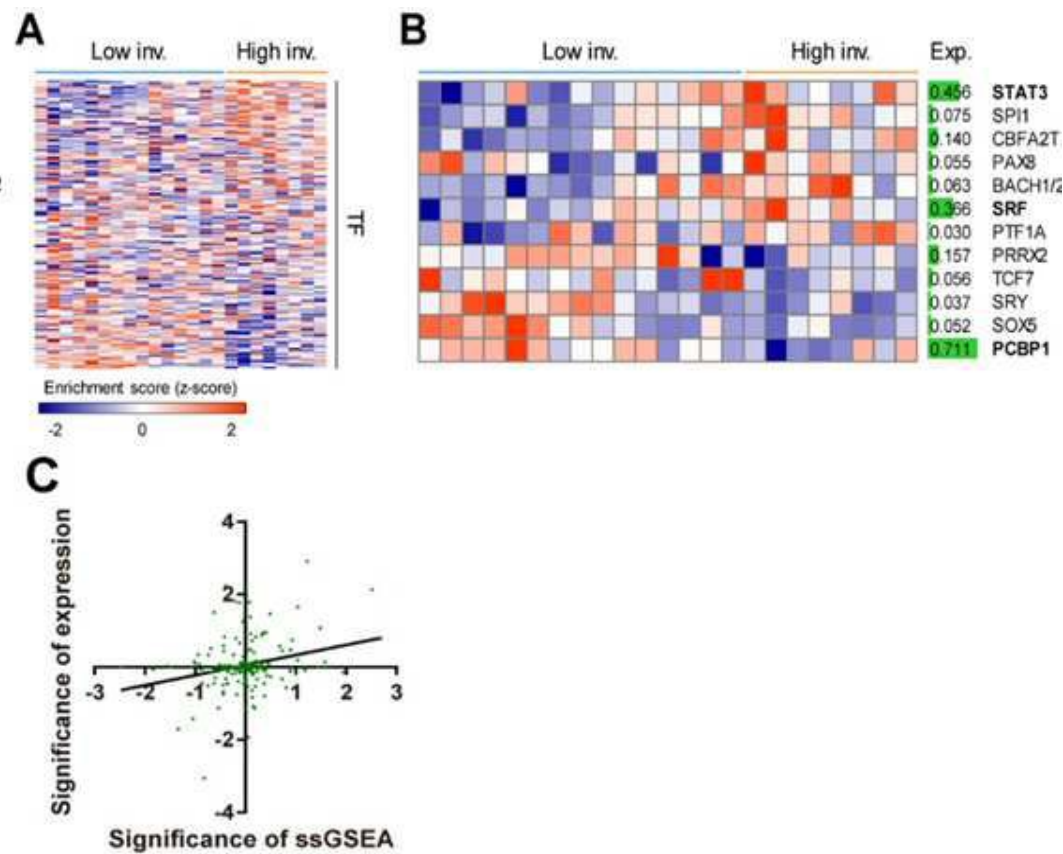 A
Low inv. High inv.
TF
Enrichment score (z-score)
-2 0 2
B
Low inv. High inv. Exp.
0.456 STAT3
0.075 SPI1
0.140 CBFA2T
0.055 PAX8
0.063 BACH1/2
0.366 SRF
0.030 PTF1A
0.157 PRRX2
0.056 TCF7
0.037 SRY
0.052 SOX5
0.711 PCBP1
C
Significance of expression
4
2
-3 -2 -1 1 2 3
-2
-4
Significance of ssGSEA